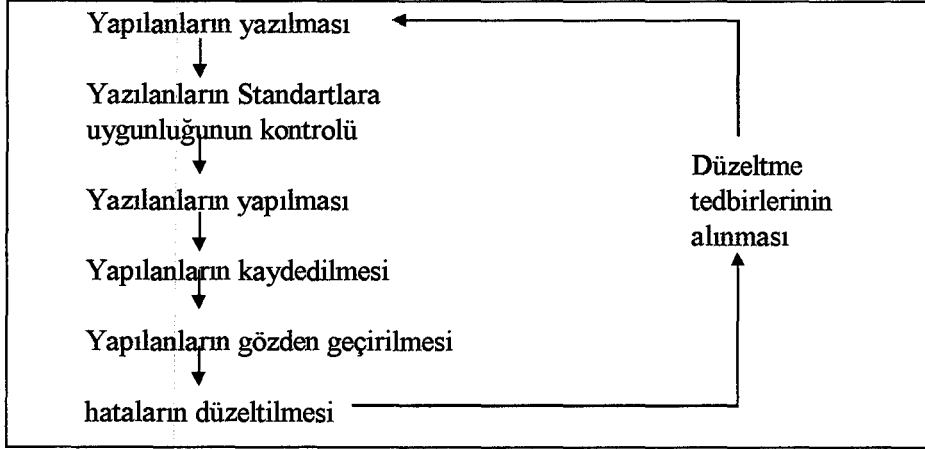 Yapılanların yazılması
Yazılanların Standartlara
uygunluğunun kontrolü
Yazılanların yapılması
Yapılanların kaydedilmesi
Yapılanların gözden geçirilmesi
hataların düzeltilmesi
Düzeltme
tedbirlerinin
alınması